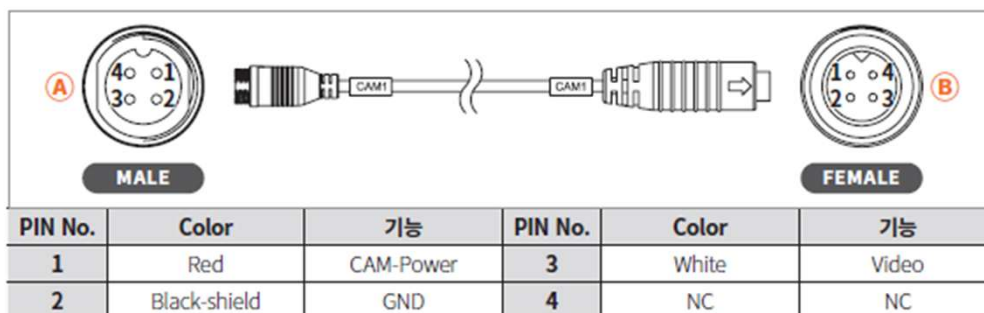 A
4 1
3 2
CAM1
CAM1
1 4
2 3
B
MALE
FEMALE
PIN No. Color 기능 PIN No. Color 기능
1 Red CAM-Power 3 White Video
2 Black-shield GND 4 NC NC